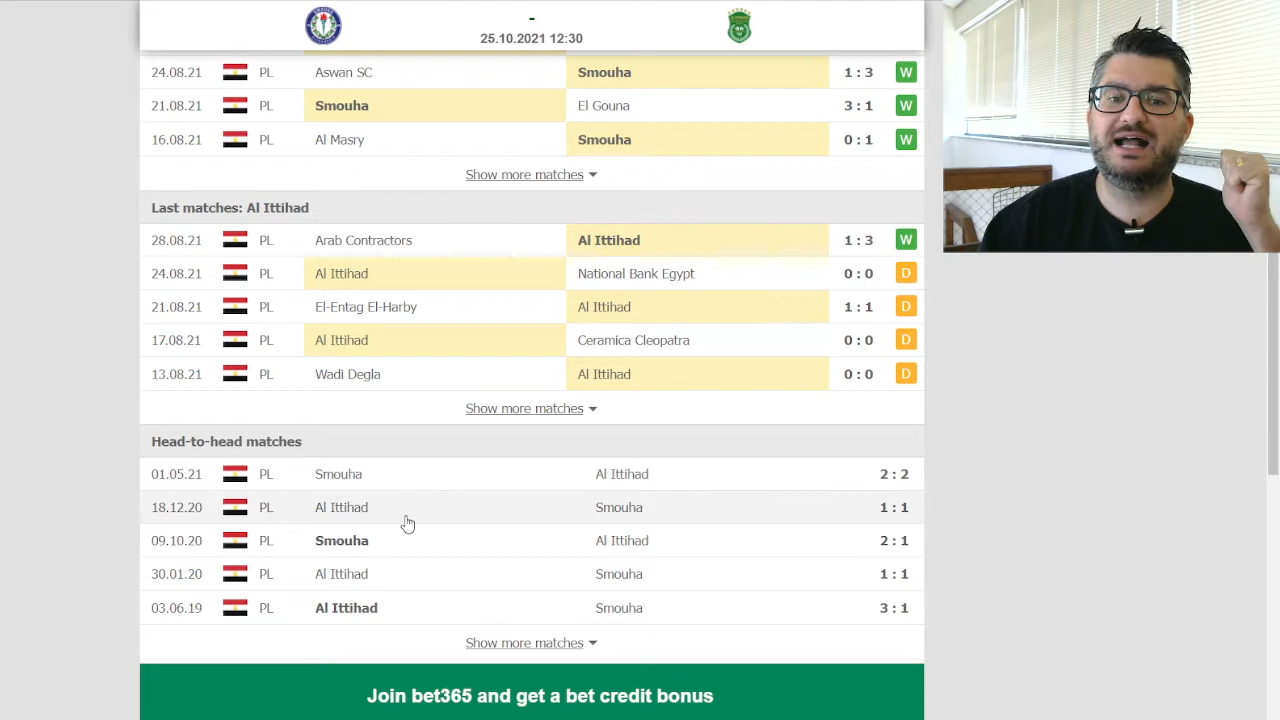 -
25.10.2021 12:30
24.08.21 PL Aswan SC Smouha 1 : 3 W
21.08.21 PL Smouha El Gouna 3 : 1 W
16.08.21 PL Al Masry Smouha 0 : 1 W
Show more matches
Last matches: Al Ittihad
28.08.21 PL Arab Contractors Al Ittihad 1 : 3 W
24.08.21 PL Al Ittihad National Bank Egypt 0 : 0 D
21.08.21 PL El-Entag El-Harby Al Ittihad 1 : 1 D
17.08.21 PL Al Ittihad Ceramica Cleopatra 0 : 0 D
13.08.21 PL Wadi Degla Al Ittihad 0 : 0 D
Show more matches
Head-to-head matches
01.05.21 PL Smouha Al Ittihad 2 : 2
18.12.20 PL Al Ittihad Smouha 1 : 1
09.10.20 PL Smouha Al Ittihad 2 : 1
30.01.20 PL Al Ittihad Smouha 1 : 1
03.06.19 PL Al Ittihad Smouha 3 : 1
Show more matches
Join bet365 and get a bet credit bonus